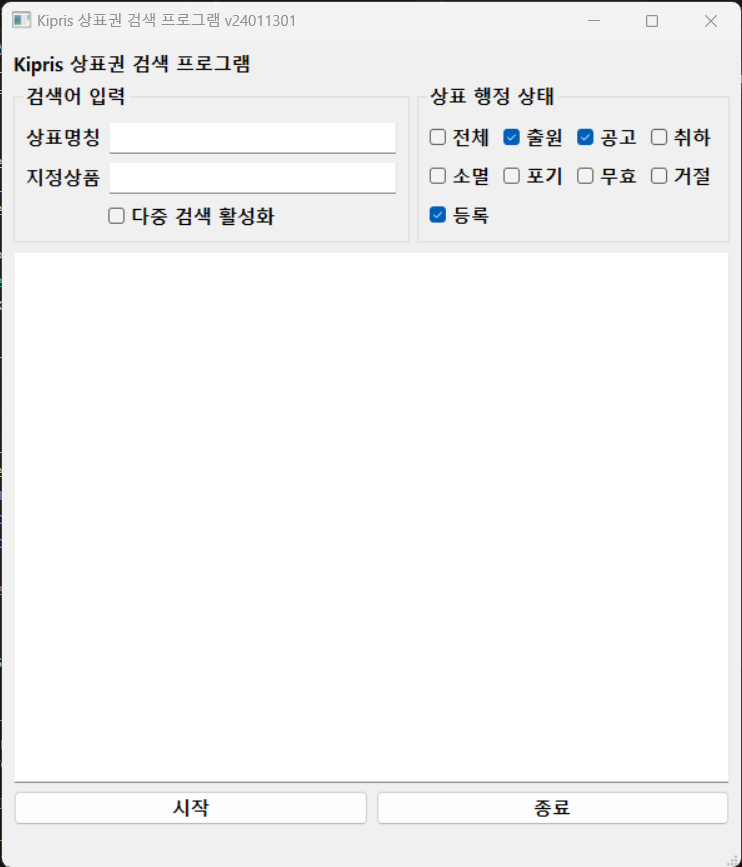 Kipris 상표권 검색 프로그램 v24011301
Kipris 상표권 검색 프로그램
검색어 입력
상표명칭
지정상품
다중 검색 활성화
상표 행정 상태
전체 출원 공고 취하
소멸 포기 무효 거절
등록
시작 종료